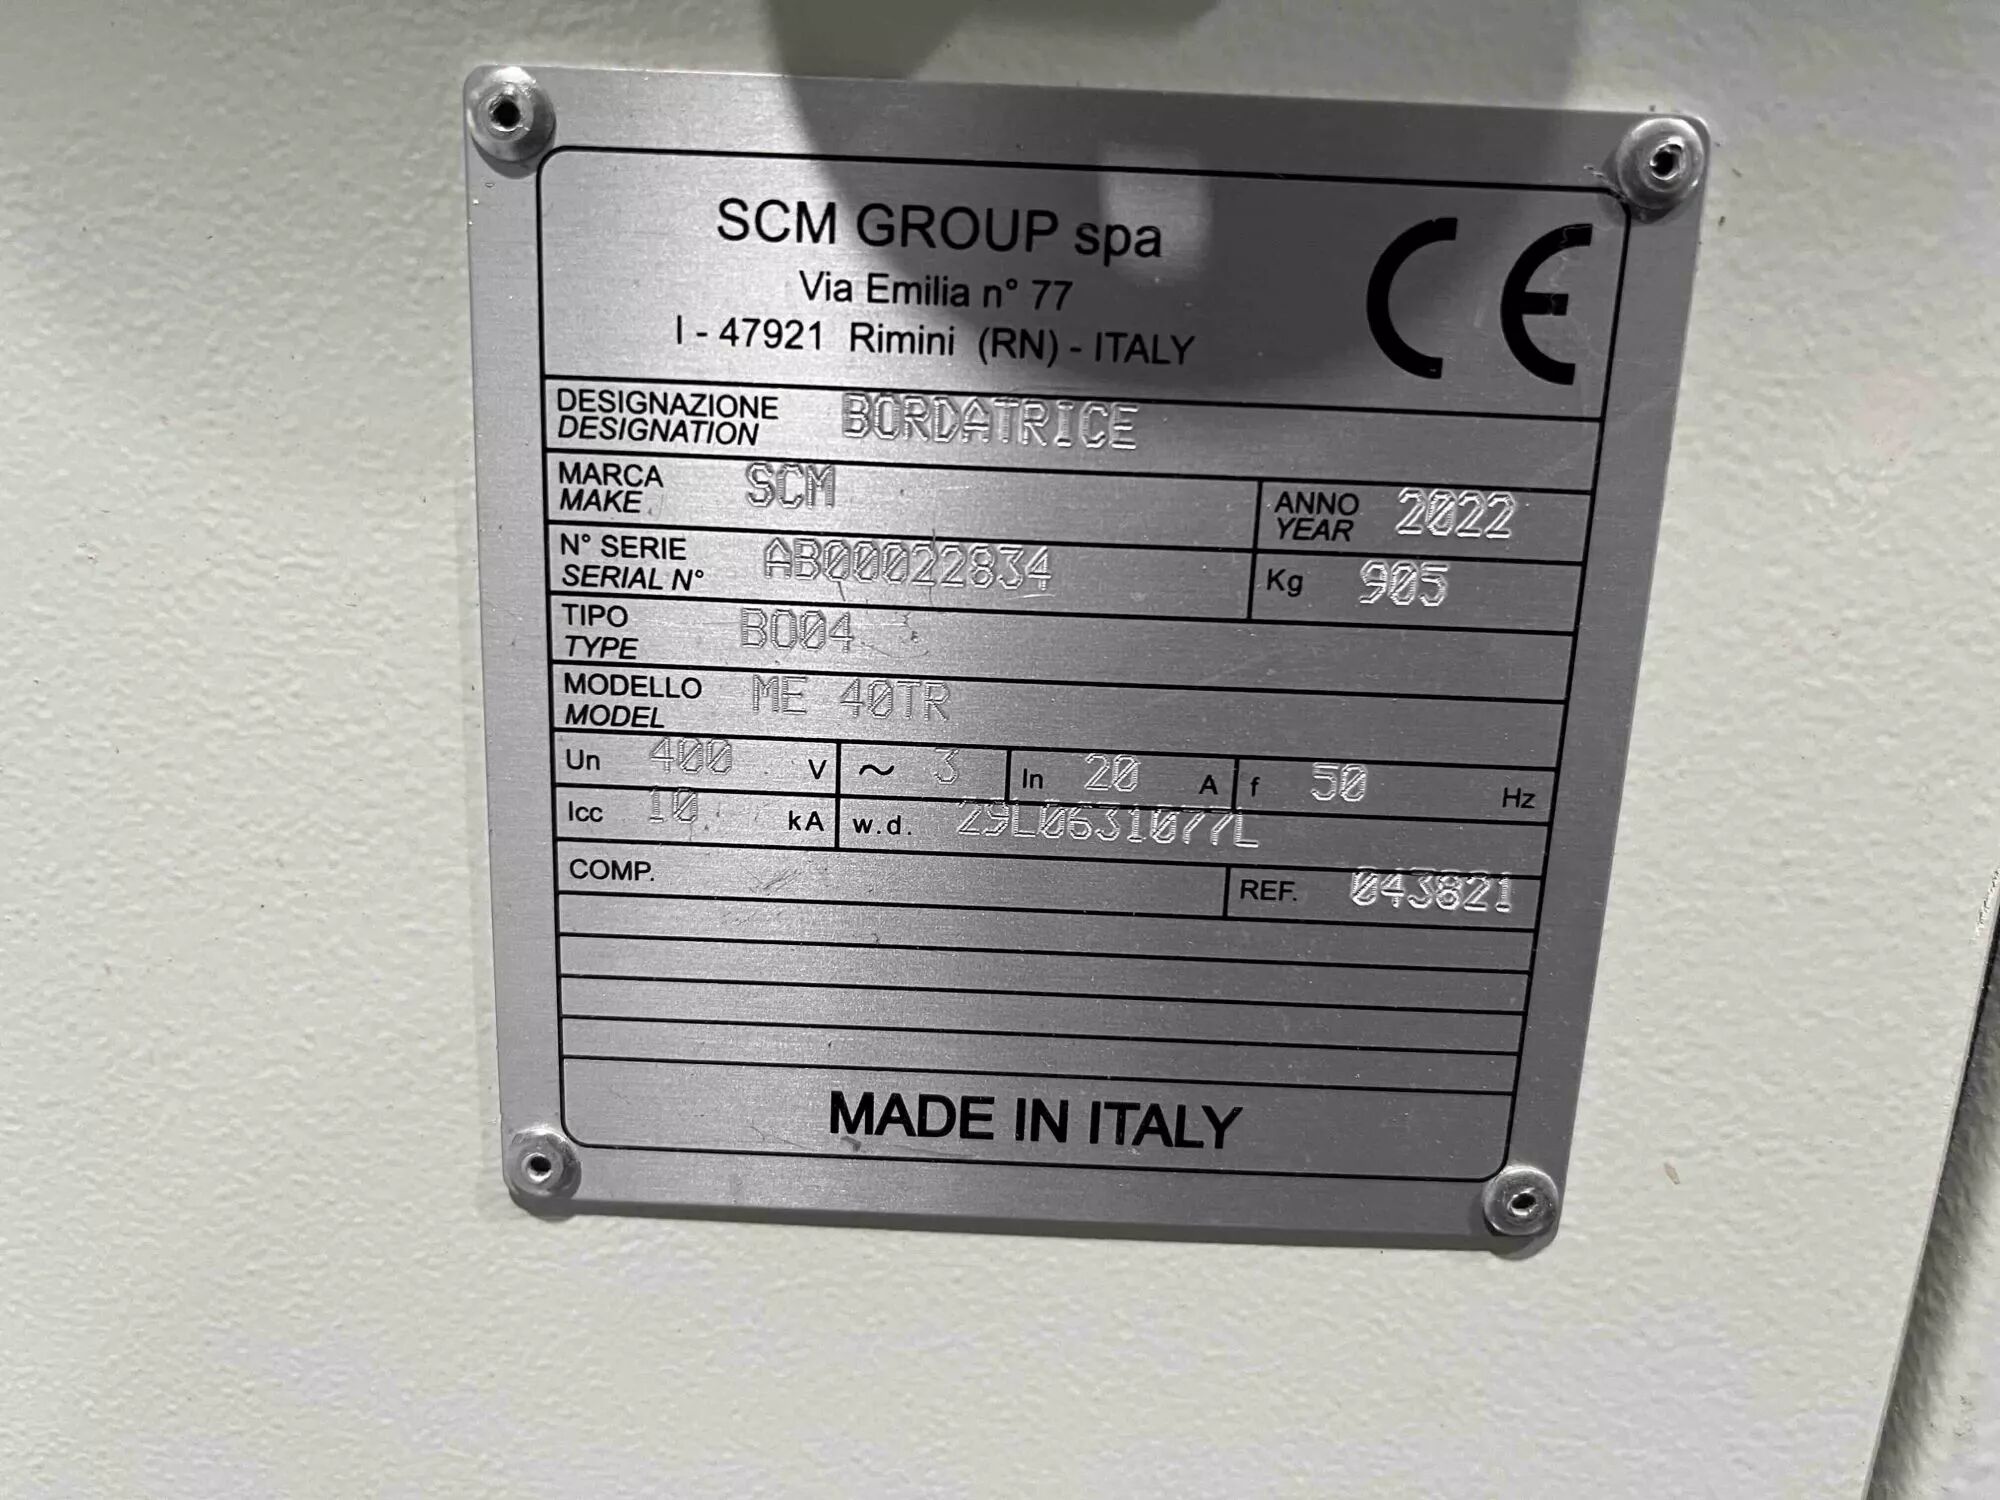 SCM GROUP spa
Via Emilia n° 77
I - 47921 Rimini (RN) - ITALY
CE
DESIGNAZIONE BORDATRICE
DESIGNATION
MARCA SCM ANNO 2022
MAKE YEAR
N° SERIE AB00022834 Kg 905
SERIAL N°
TIPO BO04
TYPE
MODELLO ME 40TR
MODEL
Un 400 V ~ 3 In 20 A f 50 Hz
Icc 10 kA w.d. Z9L0631077L
COMP. REF. 043821
MADE IN ITALY